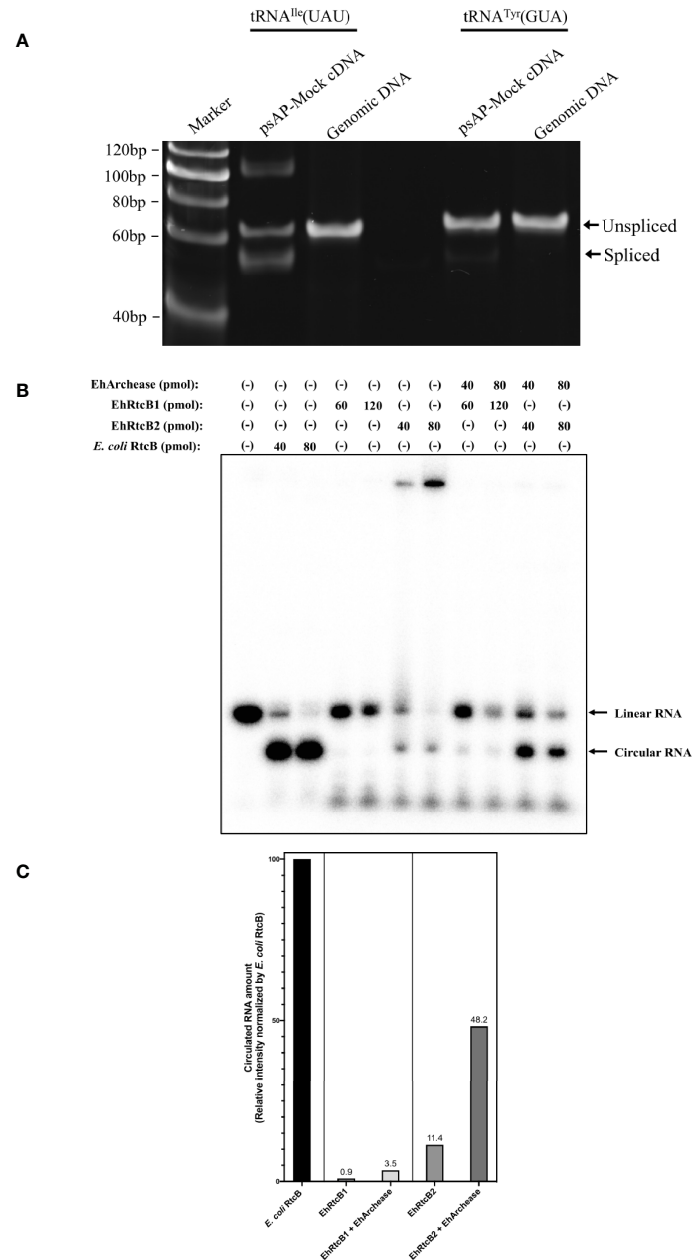 A
tRNAIle(UAU) tRNATyr(GUA)
Marker psAP-Mock cDNA Genomic DNA psAP-Mock cDNA Genomic DNA
120bp
100bp
80bp
60bp
40bp
Unspliced
Spliced
B
EhArchease (pmol): (-) (-) (-) (-) (-) (-) (-) 40 80 40 80
EhRtcB1 (pmol): (-) (-) (-) 60 120 (-) (-) 60 120 (-) (-)
EhRtcB2 (pmol): (-) (-) (-) (-) (-) 40 80 (-) (-) 40 80
E. coli RtcB (pmol): (-) 40 80 (-) (-) (-) (-) (-) (-) (-) (-)
Linear RNA
Circular RNA
C
Circulated RNA amount
(Relative intensity normalized by E. coli RtcB)
100
50
0
0.9
3.5
11.4
48.2
E. coli RtcB
EhRtcB1
EhRtcB1 + EhArchease
EhRtcB2
EhRtcB2 + EhArchease